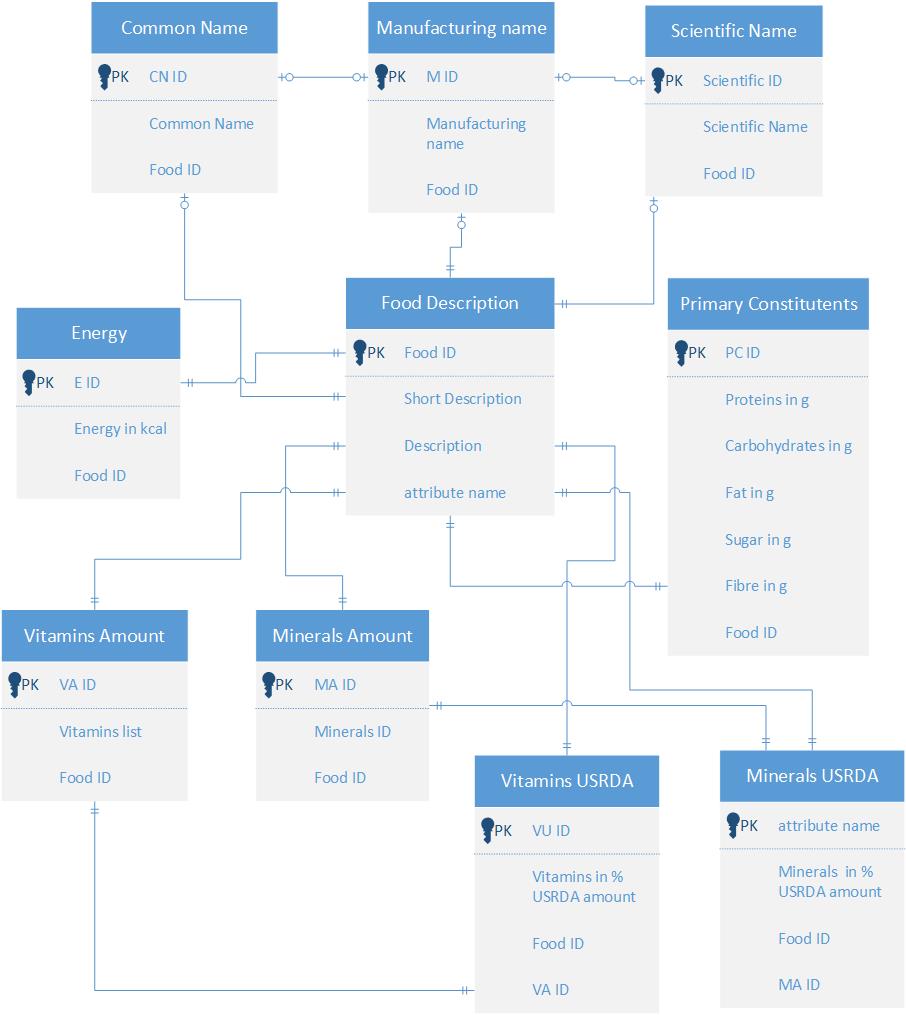 Common Name
PK CN ID
Common Name
Food ID
Manufacturing name
PK M ID
Manufacturing
name
Food ID
Scientific Name
PK Scientific ID
Scientific Name
Food ID
Food Description
PK Food ID
Short Description
Description
attribute name
Primary Constitutents
PK PC ID
Proteins in g
Carbohydrates in g
Fat in g
Sugar in g
Fibre in g
Food ID
Energy
PK E ID
Energy in kcal
Food ID
Vitamins Amount
PK VA ID
Vitamins list
Food ID
Minerals Amount
PK MA ID
Minerals ID
Food ID
Vitamins USRDA
PK VU ID
Vitamins in %
USRDA amount
Food ID
VA ID
Minerals USRDA
PK attribute name
Minerals in %
USRDA amount
Food ID
MA ID